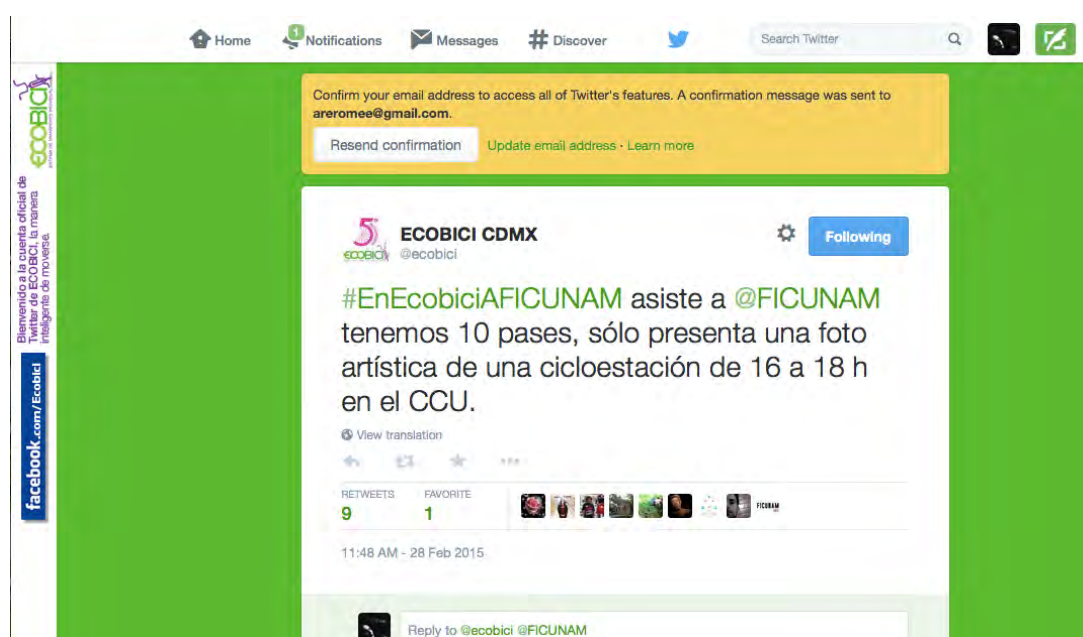 Home
Notifications
1
Messages
Discover
Search Twitter
ECOBICI
Bienvenido a la cuenta oficial de
Twitter de ECOBICI, la manera
inteligente de moverse.
facebook.com/EcobIcI
Confirm your email address to access all of Twitter's features. A confirmation message was sent to
areromee@gmail.com.
Resend confirmation
Update email address · Learn more
5
ECOBICI
ECOBICI CDMX
@ecobici
Following
#EnEcobiciAFICUNAM asiste a @FICUNAM
tenemos 10 pases, sólo presenta una foto
artística de una cicloestación de 16 a 18 h
en el CCU.
View translation
RETWEETS FAVORITE
9 1
FICUNAM
11:48 AM - 28 Feb 2015
Reply to @ecobici @FICUNAM